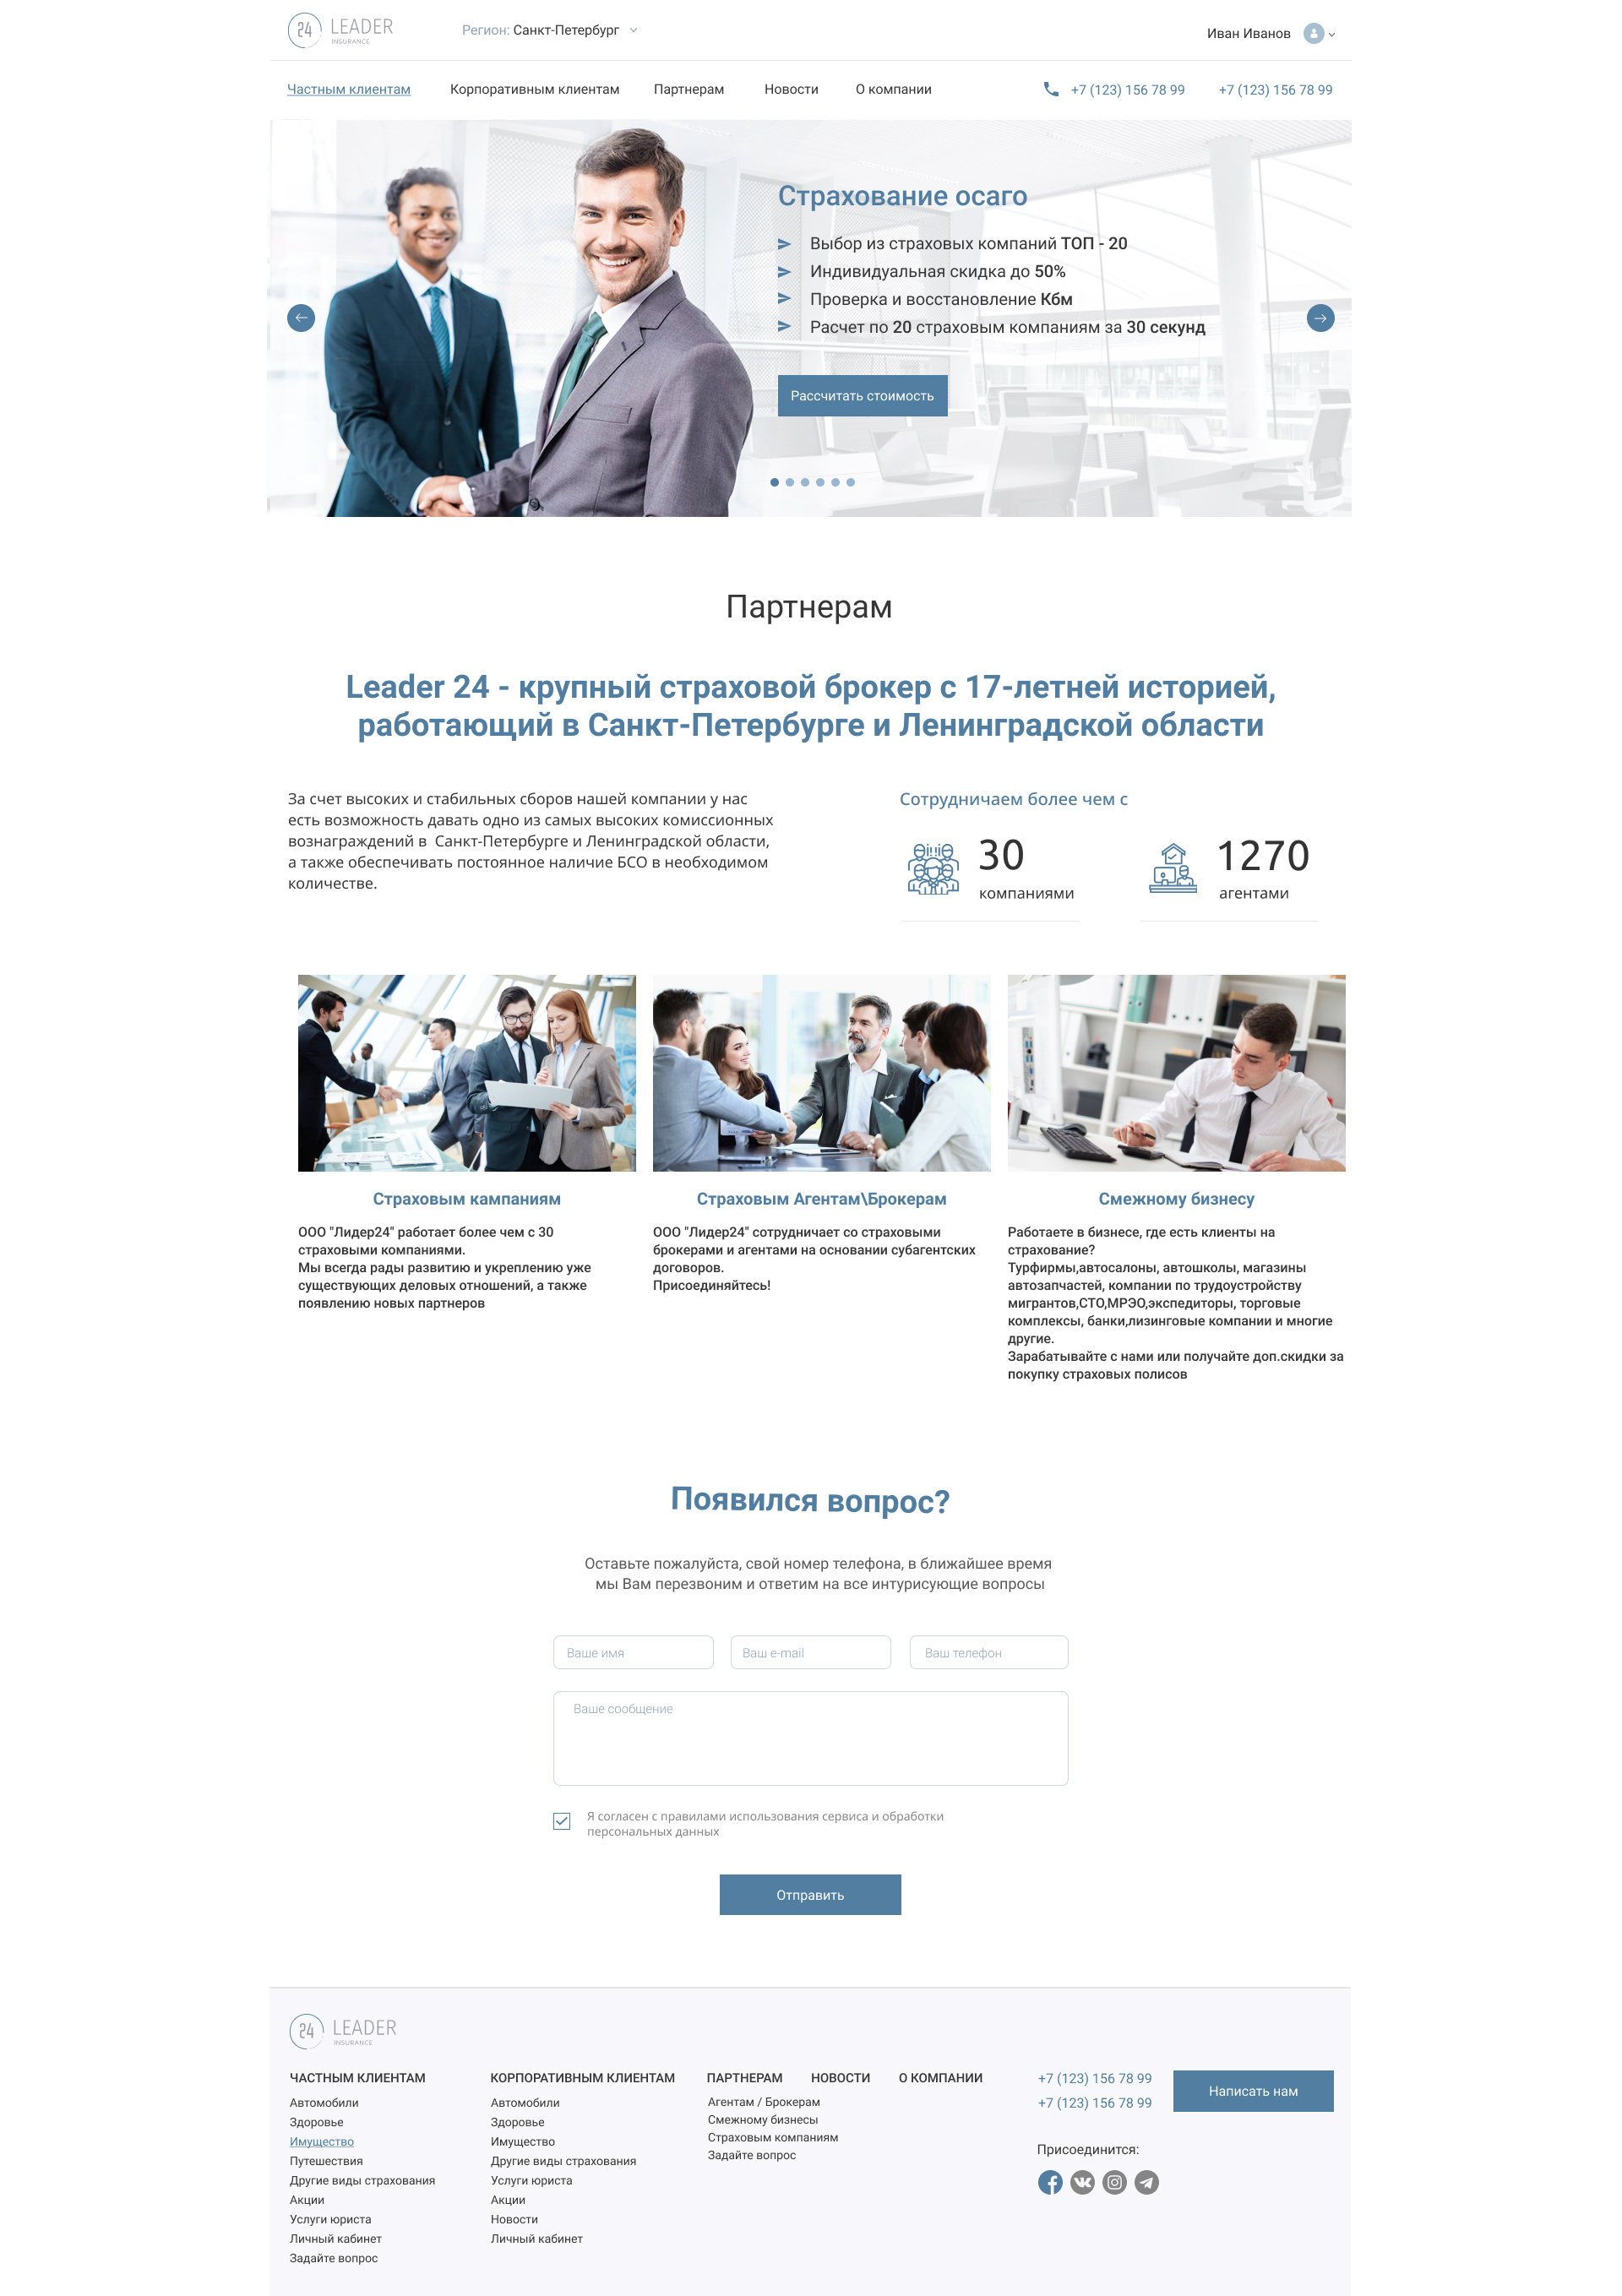 24 LEADER
INSURANCE
Регион: Санкт-Петербург
Иван Иванов
Частным клиентам
Корпоративным клиентам
Партнерам
Новости
О компании
+7 (123) 156 78 99
+7 (123) 156 78 99
Страхование осаго
Выбор из страховых компаний ТОП - 20
Индивидуальная скидка до 50%
Проверка и восстановление Кбм
Расчет по 20 страховым компаниям за 30 секунд
Рассчитать стоимость
Партнерам
Leader 24 - крупный страховой брокер с 17-летней историей,
работающий в Санкт-Петербурге и Ленинградской области
За счет высоких и стабильных сборов нашей компании у нас
есть возможность давать одно из самых высоких комиссионных
вознаграждений в Санкт-Петербурге и Ленинградской области,
а также обеспечивать постоянное наличие БСО в необходимом
количестве.
Сотрудничаем более чем с
30
компаниями
1270
агентами
Страховым кампаниям
ООО "Лидер24" работает более чем с 30
страховыми компаниями.
Мы всегда рады развитию и укреплению уже
существующих деловых отношений, а также
появлению новых партнеров
Страховым Агентам\Брокерам
ООО "Лидер24" сотрудничает со страховыми
брокерами и агентами на основании субагентских
договоров.
Присоединяйтесь!
Смежному бизнесу
Работаете в бизнесе, где есть клиенты на
страхование?
Турфирмы,автосалоны, автошколы, магазины
автозапчастей, компании по трудоустройству
мигрантов,СТО,МРЭО,экспедиторы, торговые
комплексы, банки,лизинговые компании и многие
другие.
Зарабатывайте с нами или получайте доп.скидки за
покупку страховых полисов
Появился вопрос?
Оставьте пожалуйста, свой номер телефона, в ближайшее время
мы Вам перезвоним и ответим на все интурисующие вопросы
Ваше имя
Ваш e-mail
Ваш телефон
Ваше сообщение
Я согласен с правилами использования сервиса и обработки
персональных данных
Отправить
24 LEADER
INSURANCE
ЧАСТНЫМ КЛИЕНТАМ
Автомобили
Здоровье
Имущество
Путешествия
Другие виды страхования
Акции
Услуги юриста
Личный кабинет
Задайте вопрос
КОРПОРАТИВНЫМ КЛИЕНТАМ
Автомобили
Здоровье
Имущество
Другие виды страхования
Услуги юриста
Акции
Новости
Личный кабинет
ПАРТНЕРАМ
Агентам / Брокерам
Смежному бизнесы
Страховым компаниям
Задайте вопрос
НОВОСТИ
О КОМПАНИИ
+7 (123) 156 78 99
+7 (123) 156 78 99
Написать нам
Присоединится: